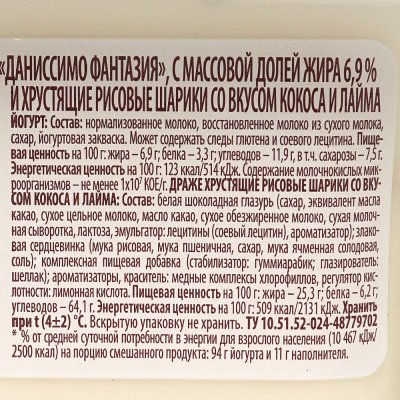 «ДАНИССИМО ФАНТАЗИЯ», С МАССОВОЙ ДОЛЕЙ ЖИРА 6,9 %
И ХРУСТЯЩИЕ РИСОВЫЕ ШАРИКИ СО ВКУСОМ КОКОСА И ЛАЙМА
ЙОГУРТ: Состав: нормализованное молоко, восстановленное молоко из сухого молока,
сахар, йогуртовая закваска. Может содержать следы глютена и соевого лецитина. Пище-
вая ценность на 100 г: жира – 6,9 г; белка – 3,3 г; углеводов – 11,9 г, в т.ч. сахарозы – 7,5 г.
Энергетическая ценность на 100 г: 123 ккал/514 кДж. Содержание молочнокислых мик-
роорганизмов – не менее 1х10⁷ КОЕ/г. ДРАЖЕ ХРУСТЯЩИЕ РИСОВЫЕ ШАРИКИ СО ВКУ-
СОМ КОКОСА И ЛАЙМА: Состав: белая шоколадная глазурь (сахар, эквивалент масла
какао, сухое цельное молоко, масло какао, сухое обезжиренное молоко, сухая молоч-
ная сыворотка, лактоза, эмульгатор: лецитины (соевый лецитин), ароматизатор); злако-
вая сердцевинка (мука рисовая, мука пшеничная, сахар, мука ячменная солодовая,
соль); комплексная пищевая добавка (стабилизатор: гуммиарабик; глазирователь:
шеллак); ароматизаторы, краситель: медные комплексы хлорофиллов, регулятор кис-
лотности: лимонная кислота. Пищевая ценность на 100 г: жира – 25,3 г; белка – 6,2 г;
углеводов – 64,1 г. Энергетическая ценность на 100 г: 509 ккал/2131 кДж. Хранить
при t (4±2) °C. Вскрытую упаковку не хранить. ТУ 10.51.52-024-48779702
* % от средней суточной потребности в энергии для взрослого человека (10 467 кДж/
2500 ккал) на порцию смешанного продукта: 94 г йогурта и 11 г наполнителя.